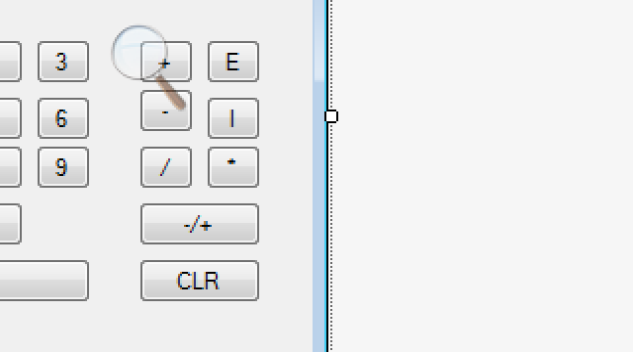 3 + E
6 - I
9 / *
-/+
CLR